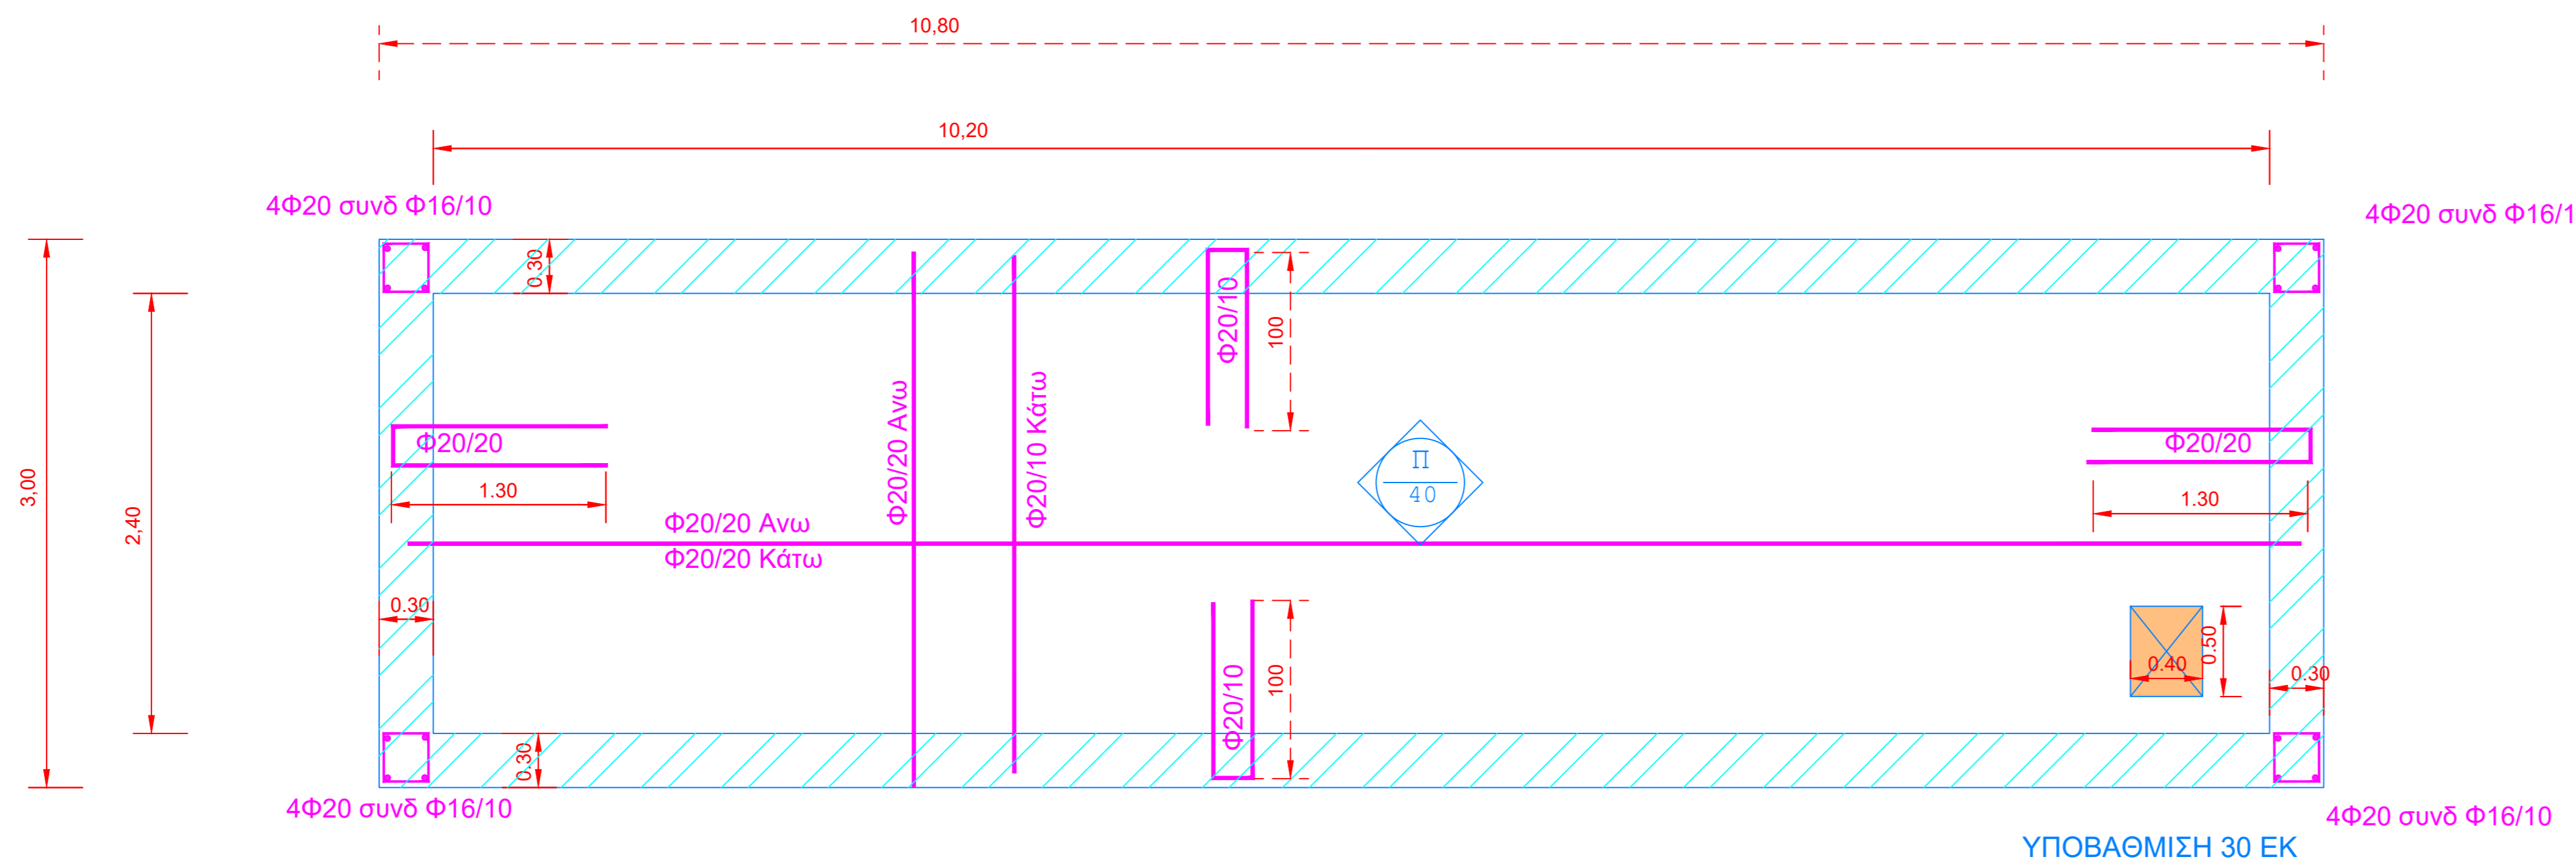 10,80
10,20
4Φ20 συνδ Φ16/10
4Φ20 συνδ Φ16/1
0.30
Φ20/10
100
3,00
2,40
Φ20/20
1.30
Φ20/20 Ανω
Φ20/10 Κάτω
Π
40
Φ20/20
1.30
Φ20/20 Ανω
Φ20/20 Κάτω
0.30
0.50
0.40
0.30
100
Φ20/10
0.30
4Φ20 συνδ Φ16/10
4Φ20 συνδ Φ16/10
ΥΠΟΒΑΘΜΙΣΗ 30 ΕΚ